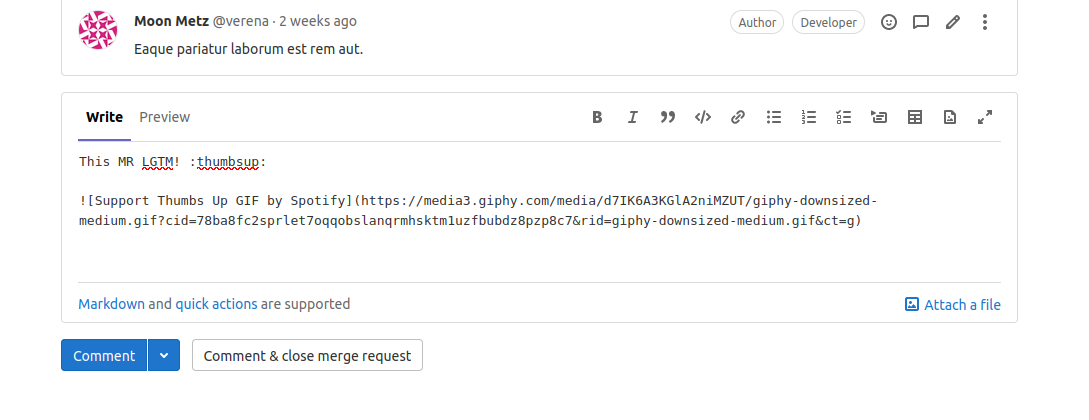 Moon Metz @verena · 2 weeks ago Author Developer
Eaque pariatur laborum est rem aut.
Write Preview
This MR LGTM! :thumbsup:
![Support Thumbs Up GIF by Spotify](https://media3.giphy.com/media/d7IK6A3KGlA2niMZUT/giphy-downsized-
medium.gif?cid=78ba8fc2sprlet7oqqobslanqrmhsktm1uzfbubdz8pzp8c7&rid=giphy-downsized-medium.gif&ct=g)
Markdown and quick actions are supported Attach a file
Comment Comment & close merge request